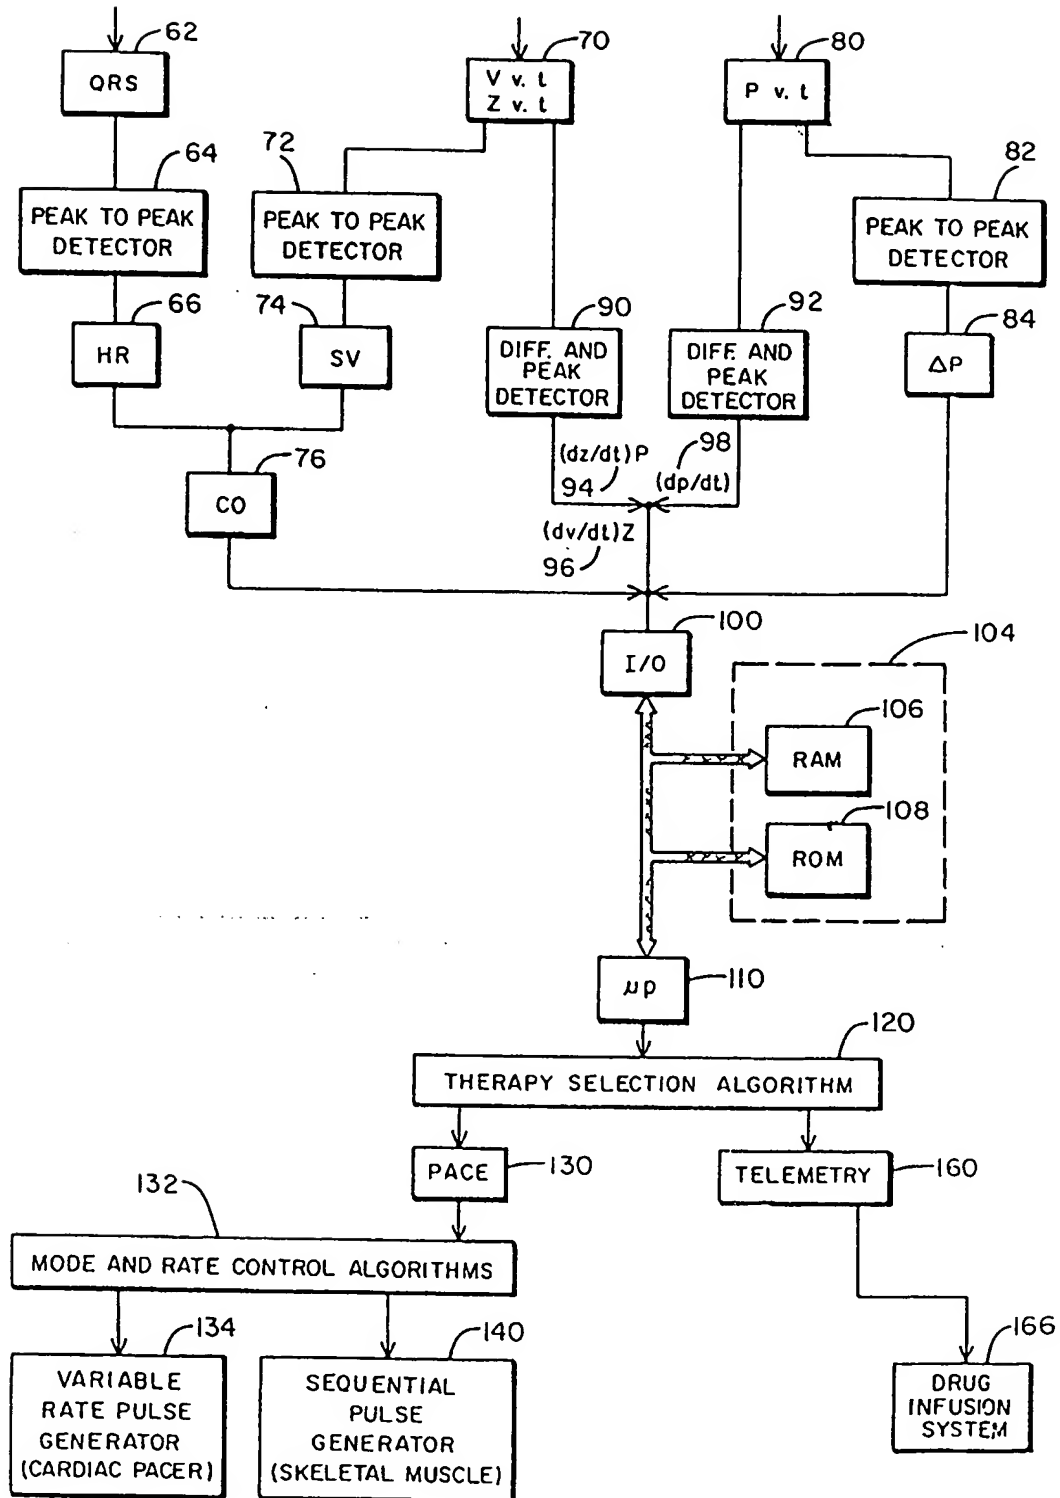 62
QRS
70
V v. t
Z v. t
80
P v. t
64
PEAK TO PEAK
DETECTOR
72
PEAK TO PEAK
DETECTOR
82
PEAK TO PEAK
DETECTOR
66
HR
74
SV
90
DIFF. AND
PEAK
DETECTOR
92
DIFF. AND
PEAK
DETECTOR
84
ΔP
76
CO
(dz/dt)P
94
98
(dp/dt)
(dv/dt)Z
96
100
I/O
104
106
RAM
108
ROM
110
μp
120
THERAPY SELECTION ALGORITHM
130
PACE
160
TELEMETRY
132
MODE AND RATE CONTROL ALGORITHMS
134
VARIABLE
RATE PULSE
GENERATOR
(CARDIAC PACER)
140
SEQUENTIAL
PULSE
GENERATOR
(SKELETAL MUSCLE)
166
DRUG
INFUSION
SYSTEM